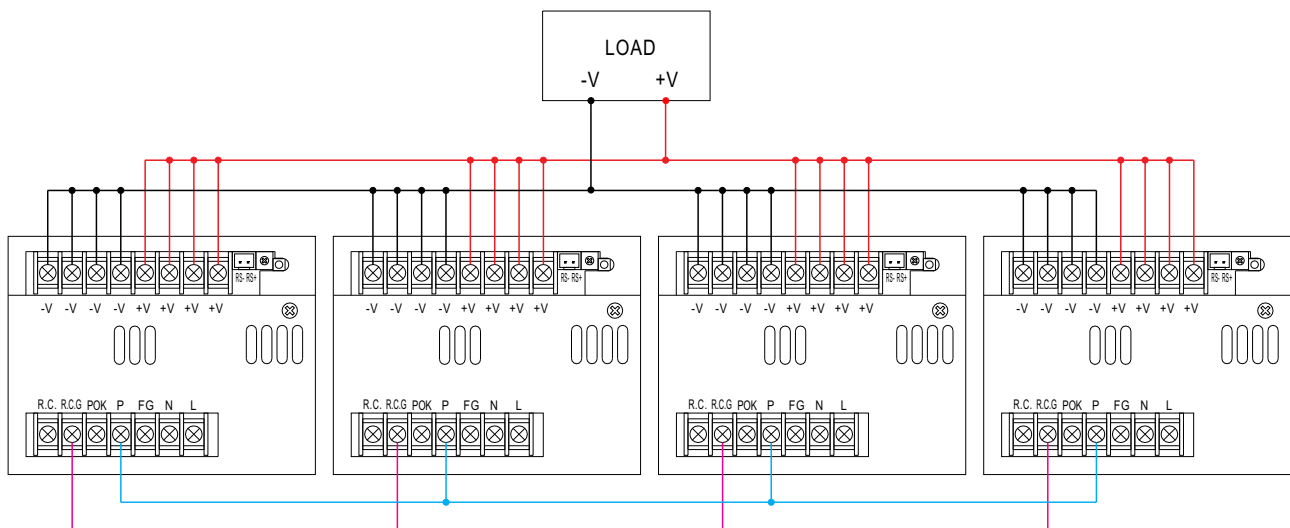 LOAD
-V +V
RS- RS+ RS- RS+ RS- RS+ RS- RS+
-V -V -V -V +V +V +V +V -V -V -V -V +V +V +V +V -V -V -V -V +V +V +V +V -V -V -V -V +V +V +V +V
R.C. R.C.G POK P FG N L R.C. R.C.G POK P FG N L R.C. R.C.G POK P FG N L R.C. R.C.G POK P FG N L